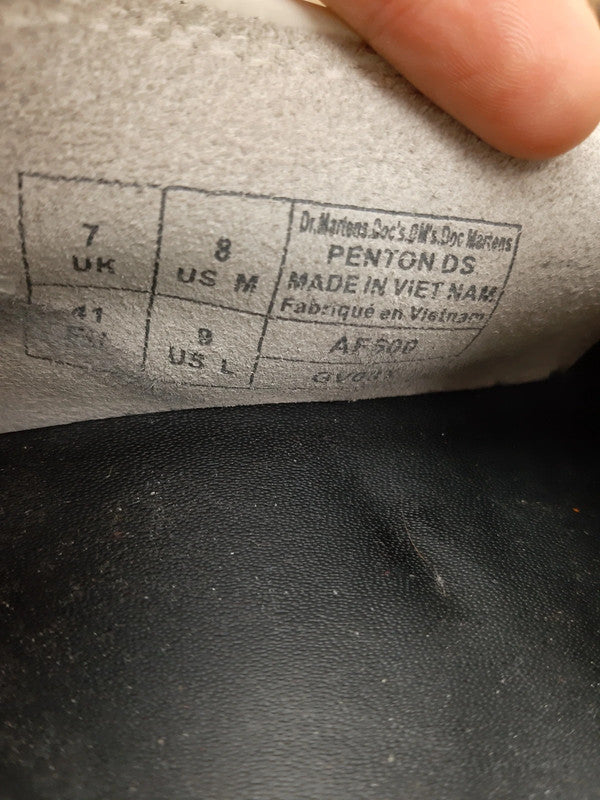 7
UK
8
US M
Dr.Martens.Doc's.DM's.Doc Martens
PENTON DS
MADE IN VIET NAM/
Fabriqué en Vietnam
41
9
US L
AF50D